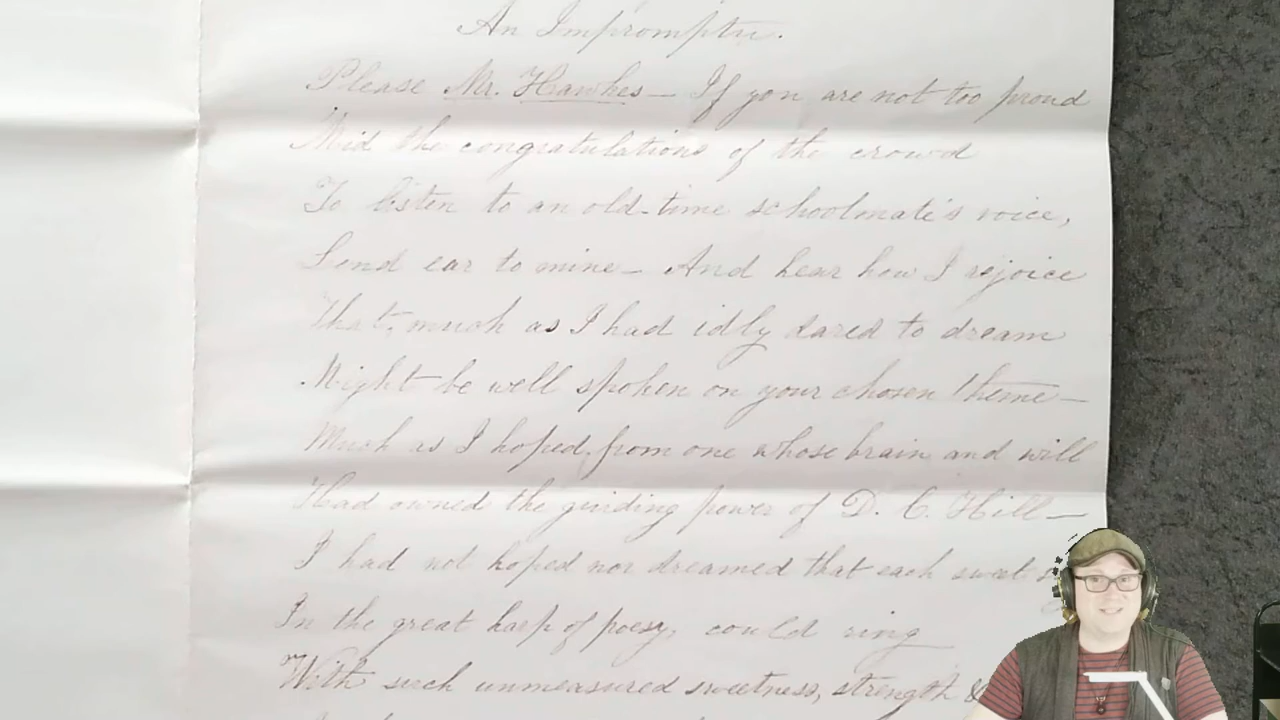 An Impromptu.
Please Mr. Hawkes— If you are not too proud
'Mid the congratulations of the crowd
To listen to an old-time schoolmate's voice,
Lend ear to mine— And hear how I rejoice
That, much as I had idly dared to dream
Might be well spoken on your chosen theme—
Much as I hoped, from one whose brain and will
Had owned the guiding power of D. C. Hill—
I had not hoped nor dreamed that each sweet
In the great harp of poesy, could ring
With such unmeasured sweetness, strength &